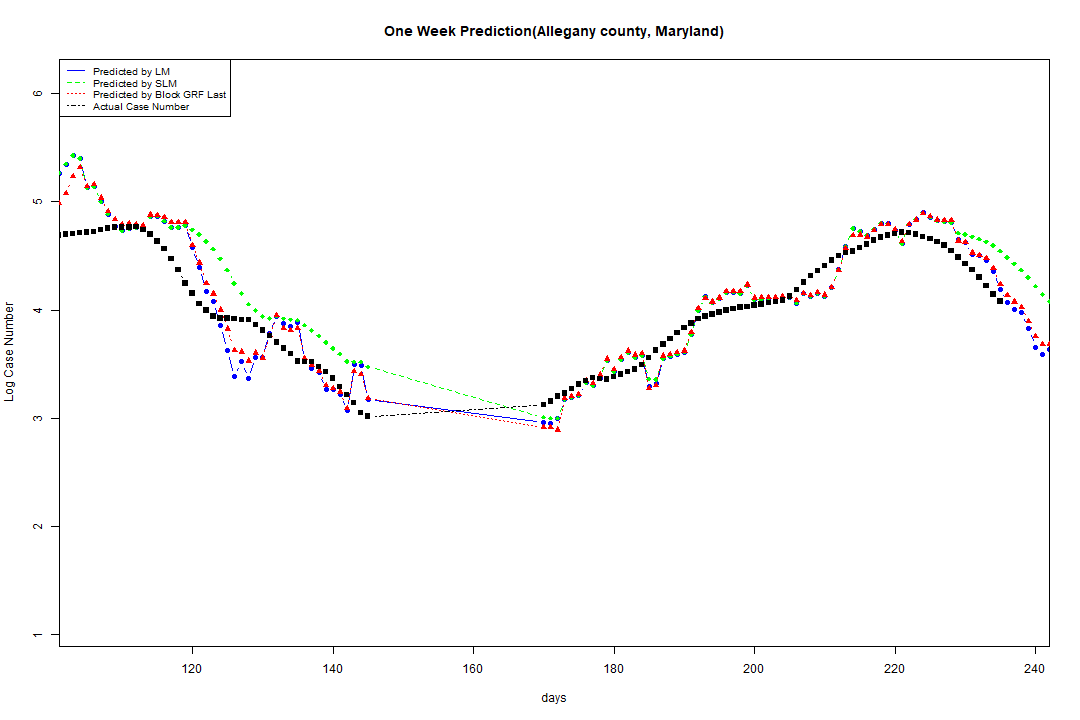 One Week Prediction(Allegany county, Maryland)
Predicted by LM
Predicted by SLM
Predicted by Block GRF Last
Actual Case Number
6
5
4
3
2
1
Log Case Number
120 140 160 180 200 220 240
days